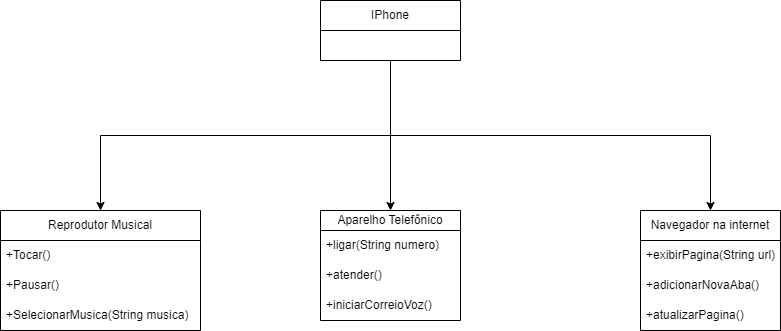 IPhone
Reprodutor Musical
+Tocar()
+Pausar()
+SelecionarMusica(String musica)
Aparelho Telefônico
+ligar(String numero)
+atender()
+iniciarCorreioVoz()
Navegador na internet
+exibirPagina(String url)
+adicionarNovaAba()
+atualizarPagina()